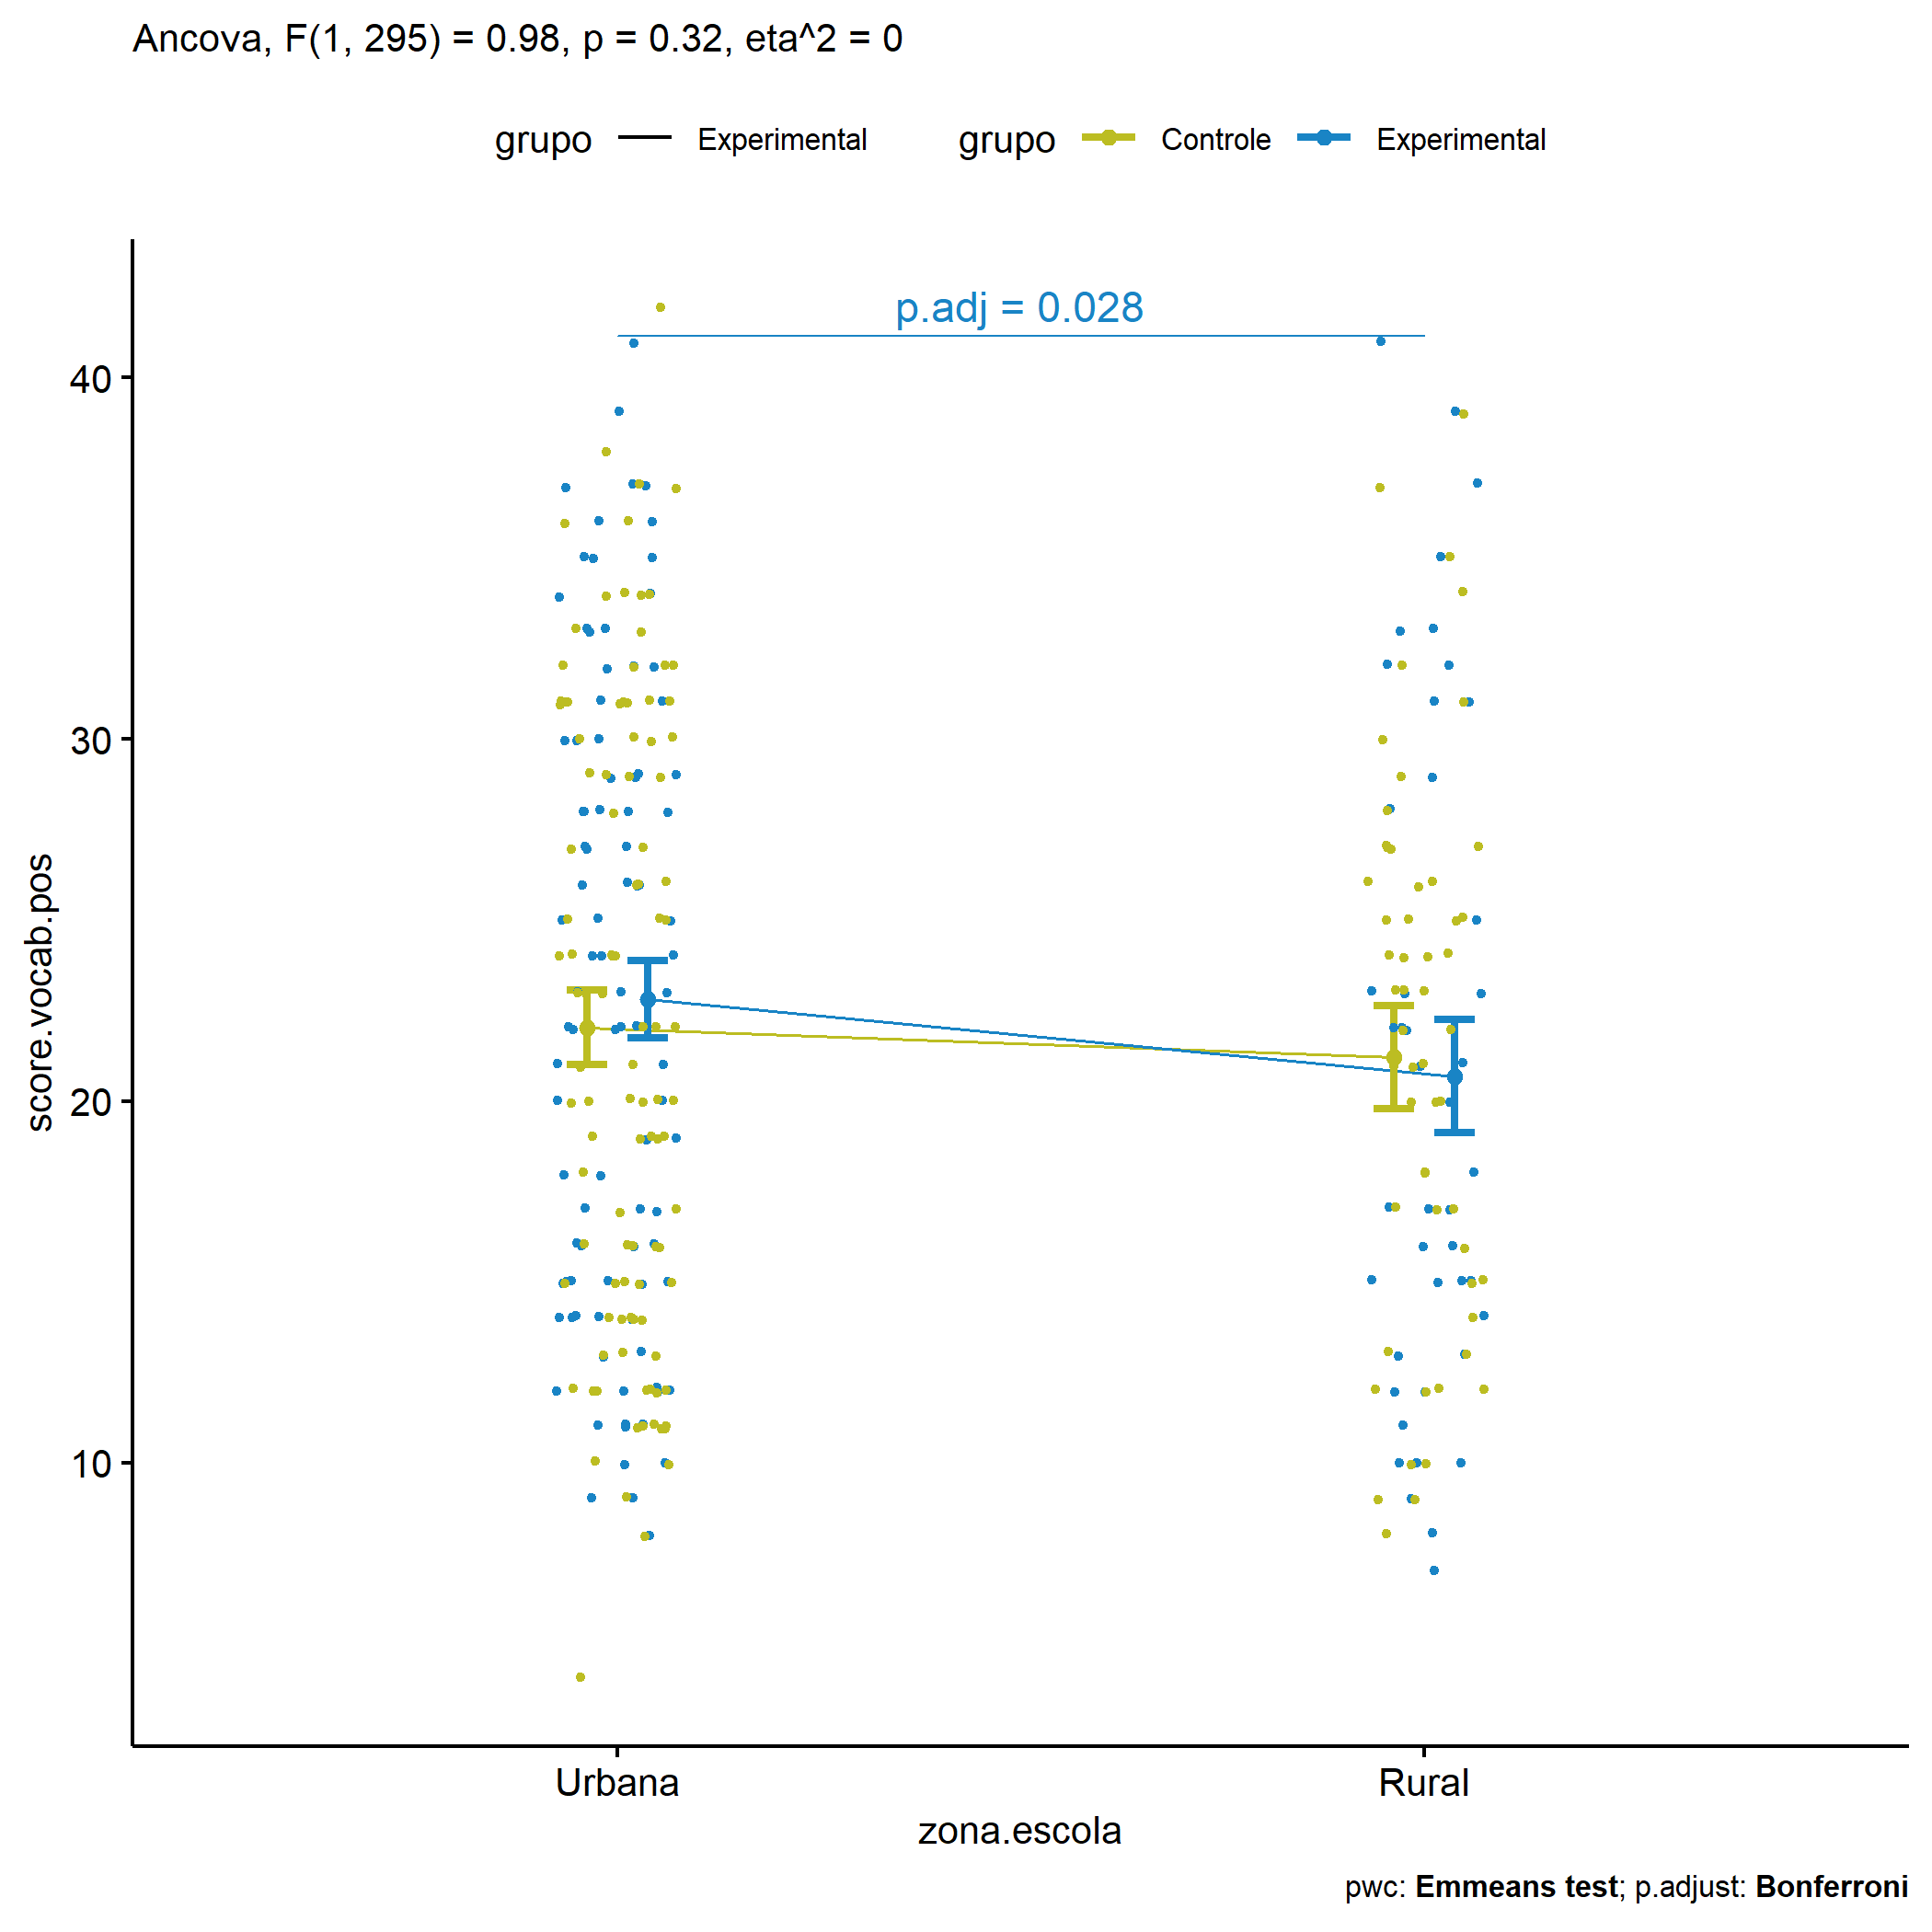 Ancova, F(1, 295) = 0.98, p = 0.32, eta^2 = 0
grupo Experimental grupo Controle Experimental
p.adj = 0.028
40
30
20
10
score.vocab.pos
Urbana Rural
zona.escola
pwc: Emmeans test; p.adjust: Bonferroni